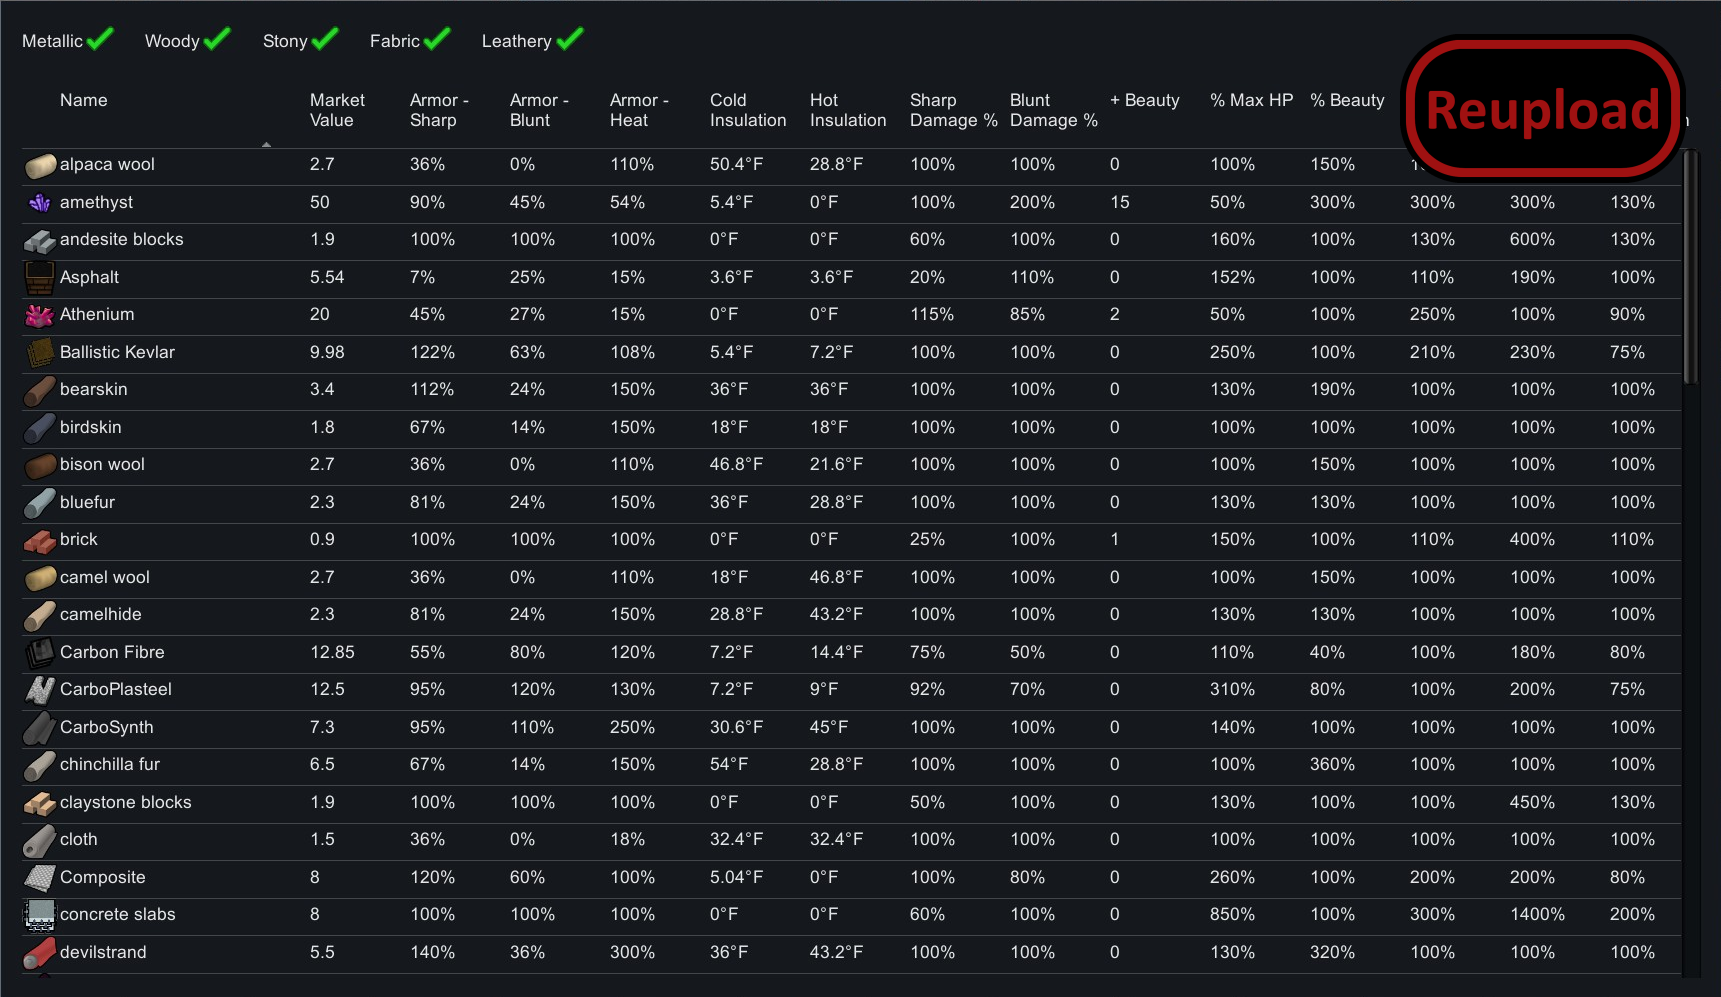 Metallic Woody Stony Fabric Leathery
Reupload
Name Market Value Armor - Sharp Armor - Blunt Armor - Heat Cold Insulation Hot Insulation Sharp Damage % Blunt Damage % + Beauty % Max HP % Beauty
alpaca wool 2.7 36% 0% 110% 50.4°F 28.8°F 100% 100% 0 100% 150%
amethyst 50 90% 45% 54% 5.4°F 0°F 100% 200% 15 50% 300% 300% 300% 130%
andesite blocks 1.9 100% 100% 100% 0°F 0°F 60% 100% 0 160% 100% 130% 600% 130%
Asphalt 5.54 7% 25% 15% 3.6°F 3.6°F 20% 110% 0 152% 100% 110% 190% 100%
Athenium 20 45% 27% 15% 0°F 0°F 115% 85% 2 50% 100% 250% 100% 90%
Ballistic Kevlar 9.98 122% 63% 108% 5.4°F 7.2°F 100% 100% 0 250% 100% 210% 230% 75%
bearskin 3.4 112% 24% 150% 36°F 36°F 100% 100% 0 130% 190% 100% 100% 100%
birdskin 1.8 67% 14% 150% 18°F 18°F 100% 100% 0 100% 100% 100% 100% 100%
bison wool 2.7 36% 0% 110% 46.8°F 21.6°F 100% 100% 0 100% 150% 100% 100% 100%
bluefur 2.3 81% 24% 150% 36°F 28.8°F 100% 100% 0 130% 130% 100% 100% 100%
brick 0.9 100% 100% 100% 0°F 0°F 25% 100% 1 150% 100% 110% 400% 110%
camel wool 2.7 36% 0% 110% 18°F 46.8°F 100% 100% 0 100% 150% 100% 100% 100%
camelhide 2.3 81% 24% 150% 28.8°F 43.2°F 100% 100% 0 130% 130% 100% 100% 100%
Carbon Fibre 12.85 55% 80% 120% 7.2°F 14.4°F 75% 50% 0 110% 40% 100% 180% 80%
CarboPlasteel 12.5 95% 120% 130% 7.2°F 9°F 92% 70% 0 310% 80% 100% 200% 75%
CarboSynth 7.3 95% 110% 250% 30.6°F 45°F 100% 100% 0 140% 100% 100% 100% 100%
chinchilla fur 6.5 67% 14% 150% 54°F 28.8°F 100% 100% 0 100% 360% 100% 100% 100%
claystone blocks 1.9 100% 100% 100% 0°F 0°F 50% 100% 0 130% 100% 100% 450% 130%
cloth 1.5 36% 0% 18% 32.4°F 32.4°F 100% 100% 0 100% 100% 100% 100% 100%
Composite 8 120% 60% 100% 5.04°F 0°F 100% 80% 0 260% 100% 200% 200% 80%
concrete slabs 8 100% 100% 100% 0°F 0°F 60% 100% 0 850% 100% 300% 1400% 200%
devilstrand 5.5 140% 36% 300% 36°F 43.2°F 100% 100% 0 130% 320% 100% 100% 100%